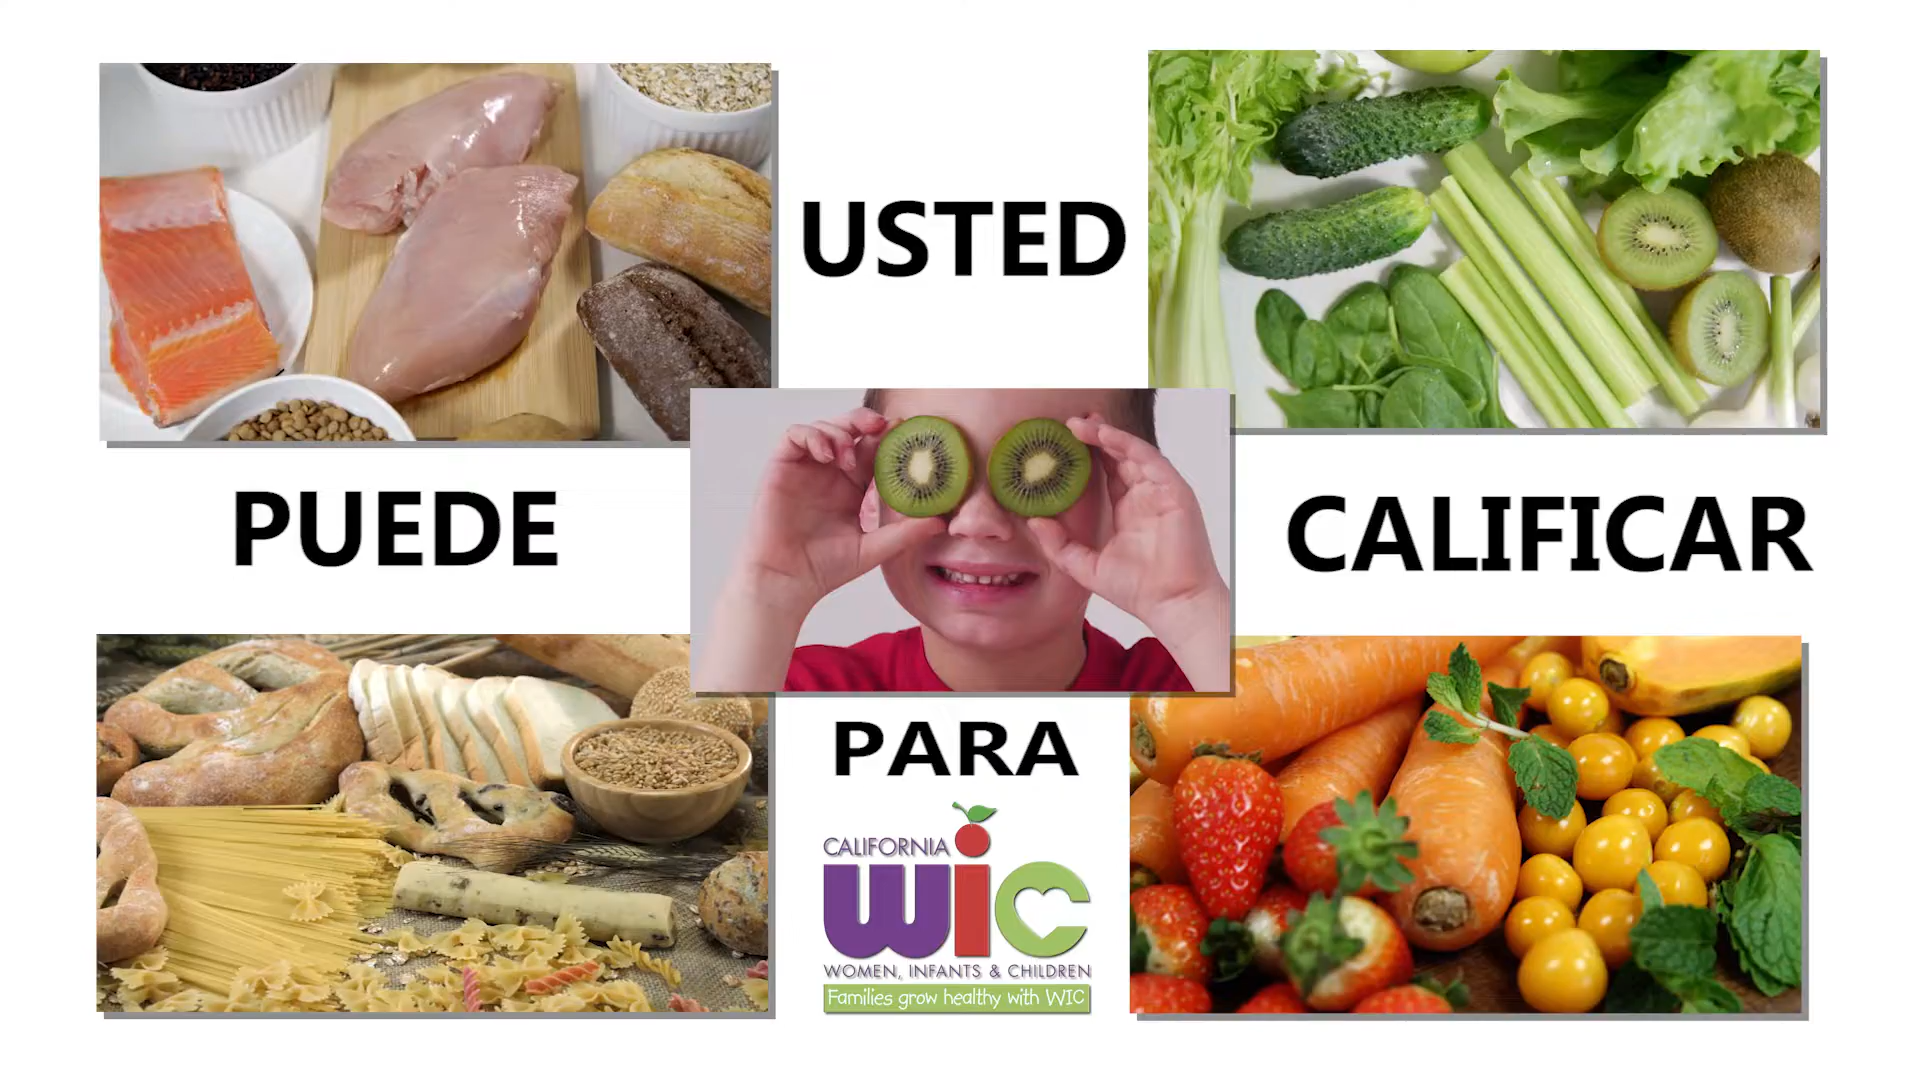 USTED
PUEDE
CALIFICAR
PARA
CALIFORNIA
wic
WOMEN, INFANTS & CHILDREN
Families grow healthy with WIC